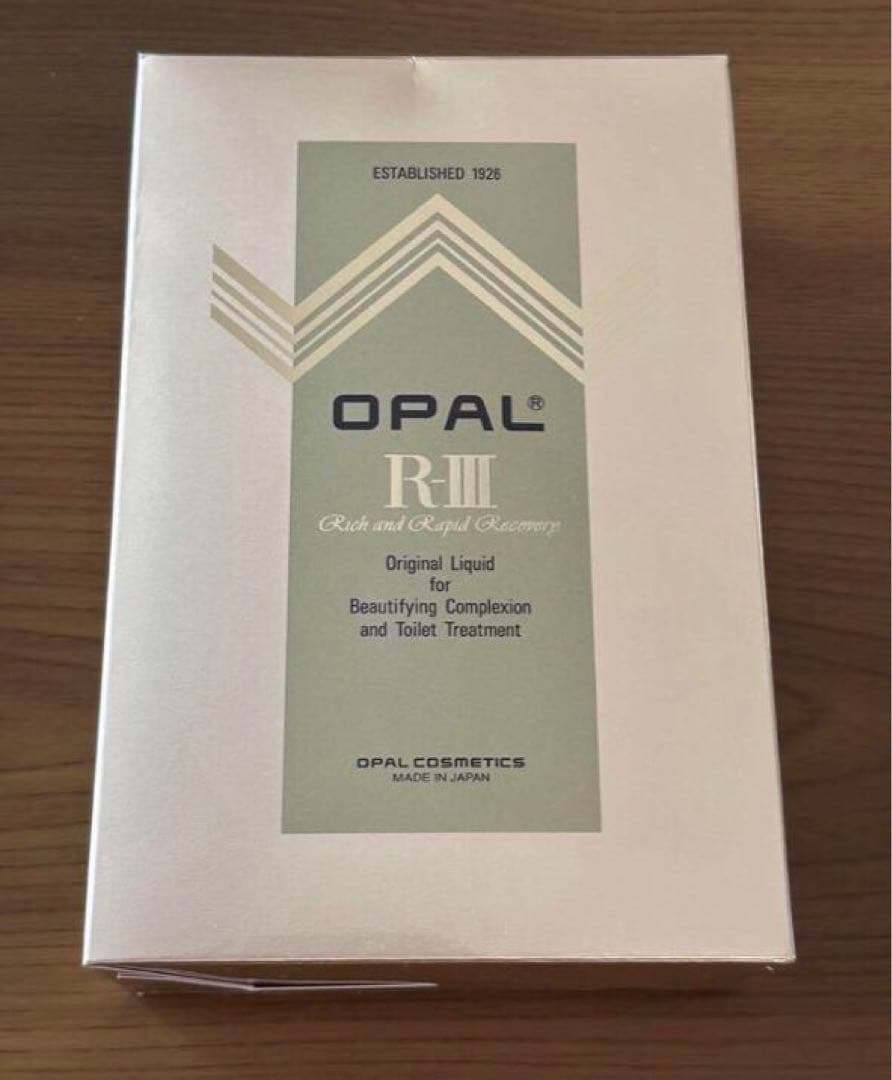 ESTABLISHED 1926
OPAL®
R-III
Rich and Rapid Recovery
Original Liquid
for
Beautifying Complexion
and Toilet Treatment
OPAL COSMETICS
MADE IN JAPAN